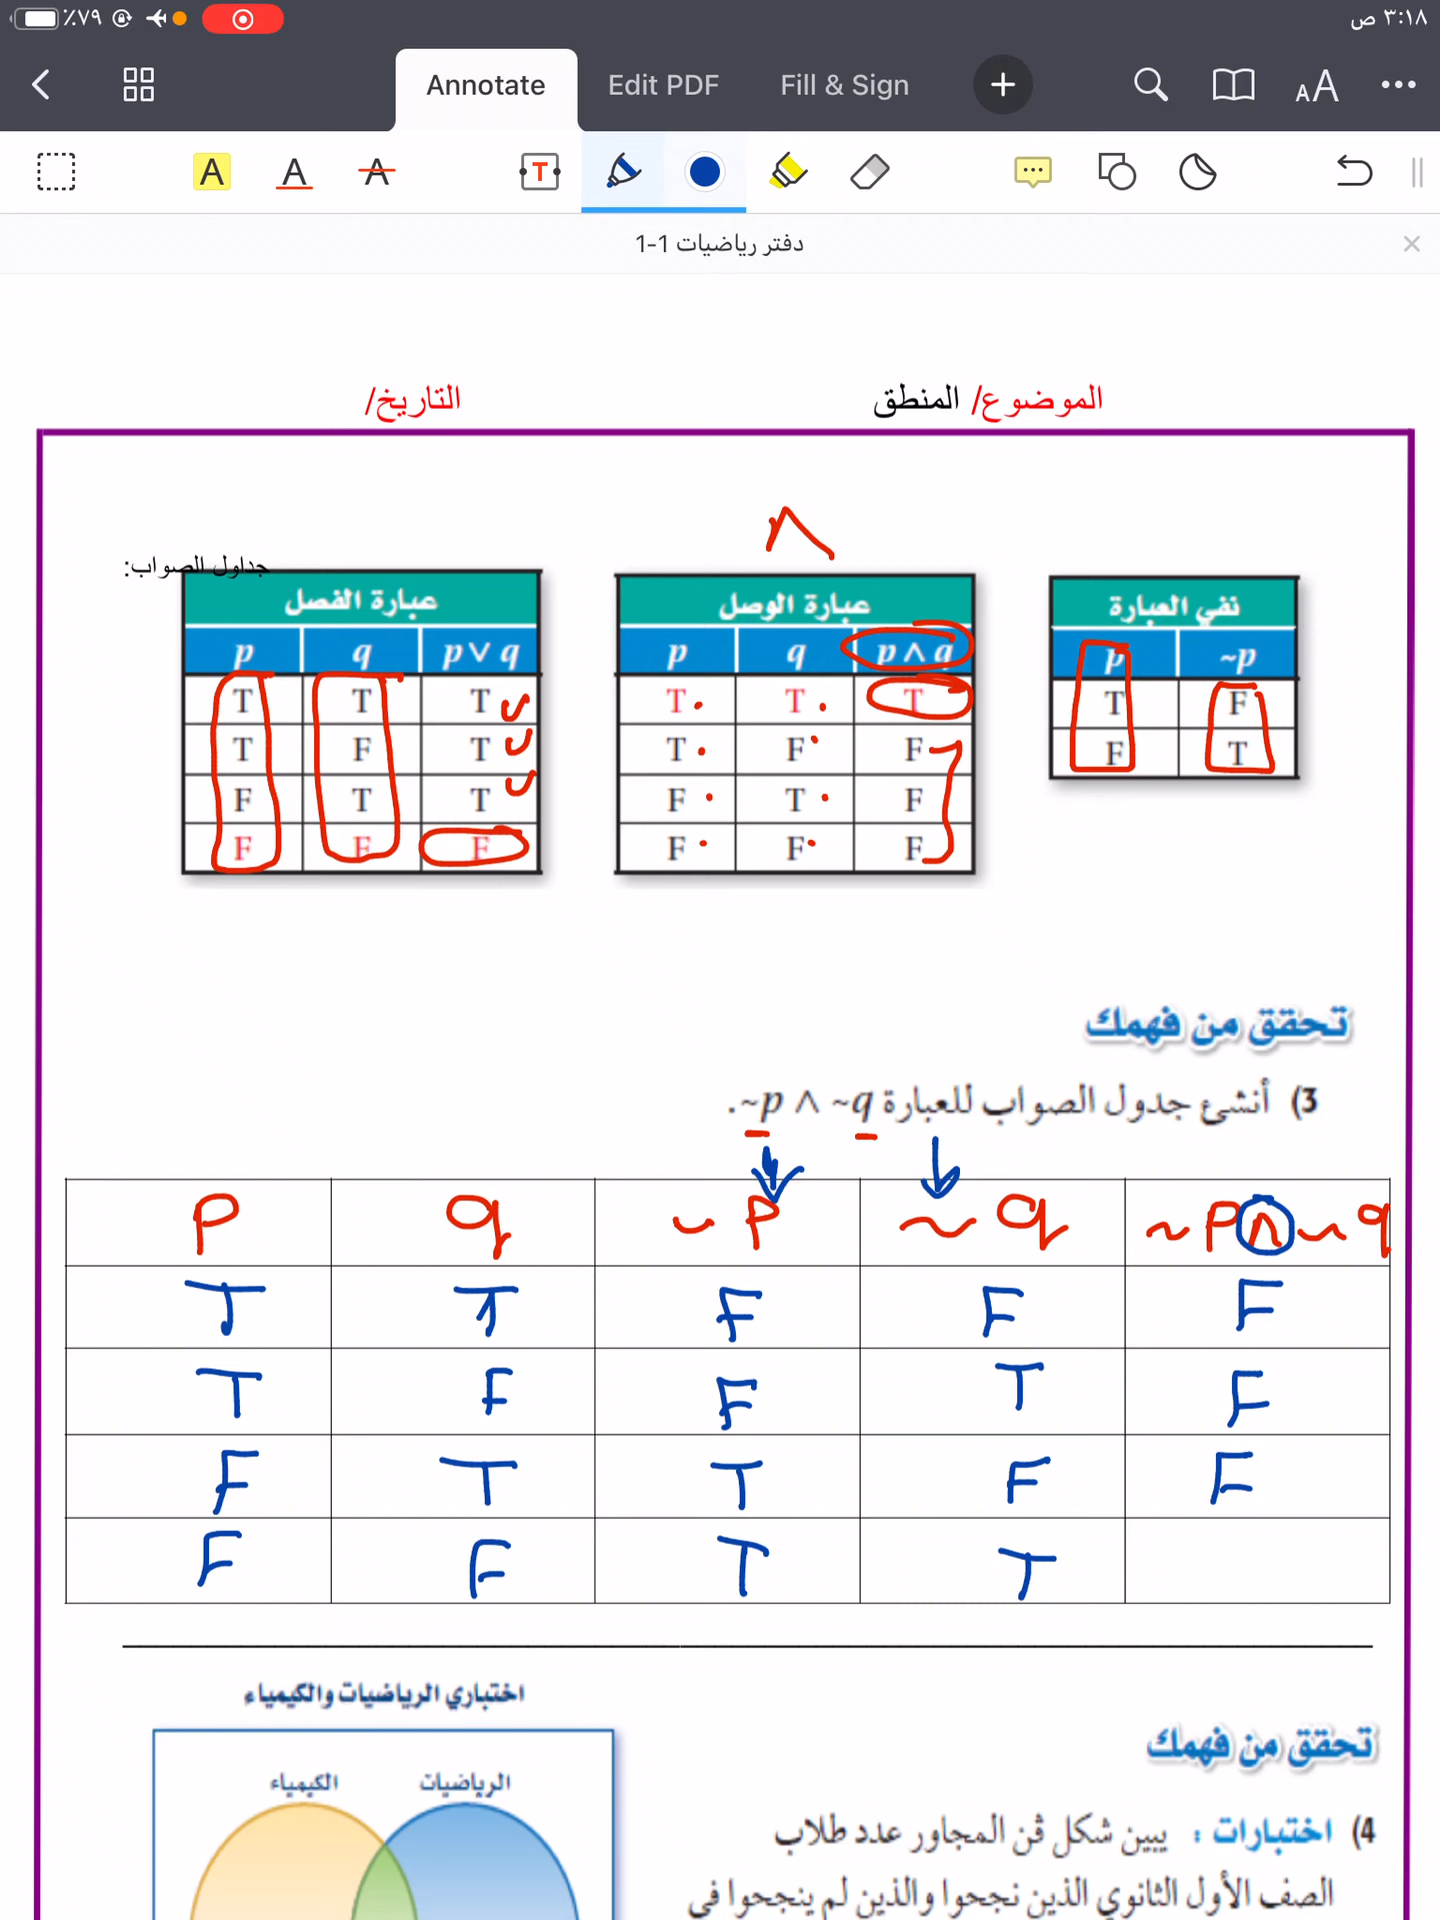 ٪٧٩
٣:١٨ ص
Annotate Edit PDF Fill & Sign
دفتر رياضيات 1-1
الموضوع/ المنطق
التاريخ/
جداول الصواب:
نفي العبارة
p ~p
T F
F T
عبارة الوصل
p q p ∧ q
T T T
T F F
F T F
F F F
عبارة الفصل
p q p ∨ q
T T T
T F T
F T T
F F F
تحقق من فهمك
3) أنشئ جدول الصواب للعبارة ~p ∧ ~q.
p q ~p ~q ~p∧~q
T T F F F
T F F T F
F T T F F
F F T T
اختباري الرياضيات والكيمياء
الكيمياء الرياضيات
تحقق من فهمك
4) اختبارات : يبين شكل ڤن المجاور عدد طلاب
الصف الأول الثانوي الذين نجحوا والذين لم ينجحوا في